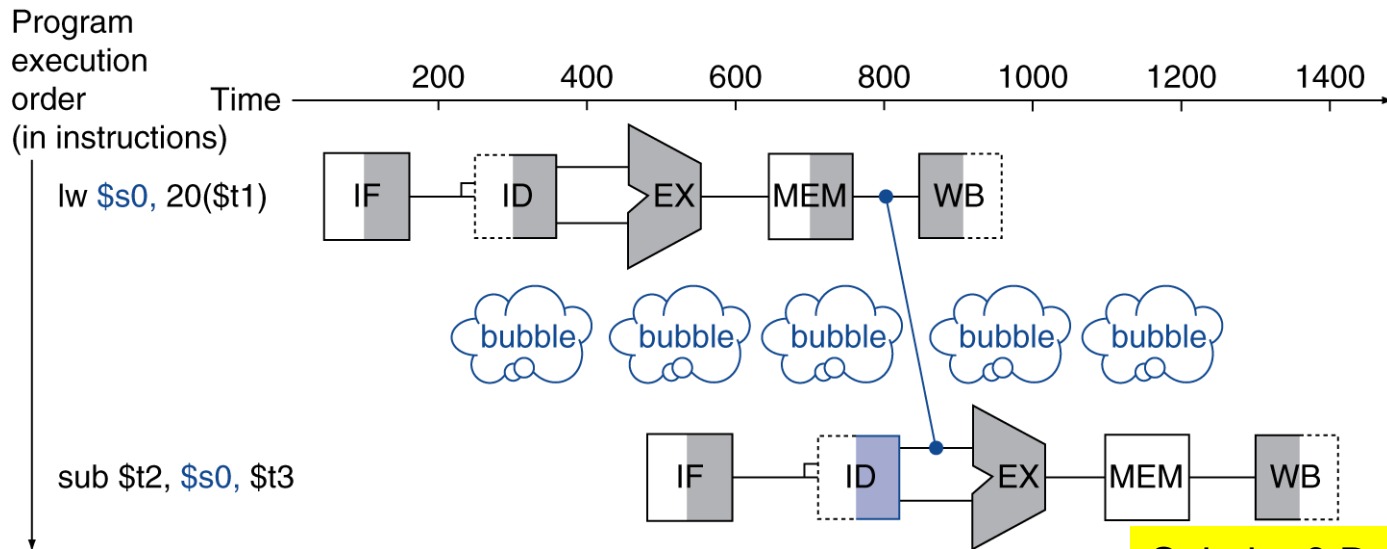 Program
execution
order
(in instructions)
Time
200 400 600 800 1000 1200 1400
lw $s0, 20($t1)
IF ID EX MEM WB
bubble bubble bubble bubble bubble
sub $t2, $s0, $t3
IF ID EX MEM WB